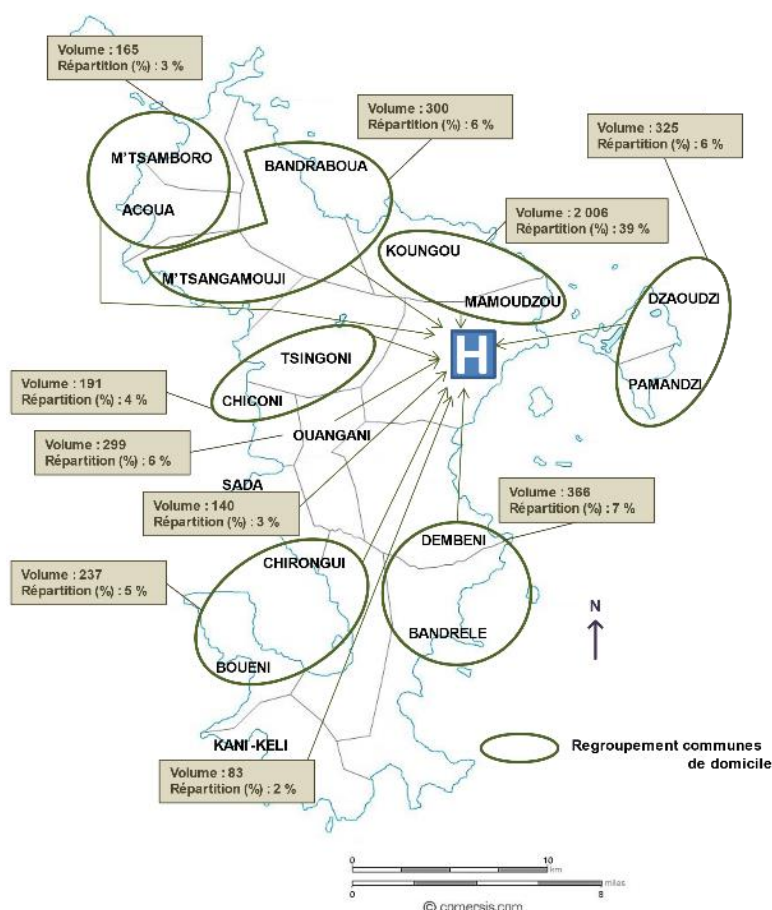 Volume : 165
Répartition (%) : 3 %
Volume : 300
Répartition (%) : 6 %
Volume : 325
Répartition (%) : 6 %
M'TSAMBORO
BANDRABOUA
ACOUA
Volume : 2 006
Répartition (%) : 39 %
KOUNGOU
M'TSANGAMOUJI
MAMOUDZOU
DZAOUDZI
H
TSINGONI
PAMANDZI
Volume : 191
Répartition (%) : 4 %
CHICONI
OUANGANI
Volume : 299
Répartition (%) : 6 %
SADA
Volume : 140
Répartition (%) : 3 %
Volume : 366
Répartition (%) : 7 %
DEMBENI
CHIRONGUI
Volume : 237
Répartition (%) : 5 %
N
BANDRELE
BOUENI
KANI-KELI
Regroupement communes
de domicile
Volume : 83
Répartition (%) : 2 %
0 10
km
0 8
miles
© comersis.com